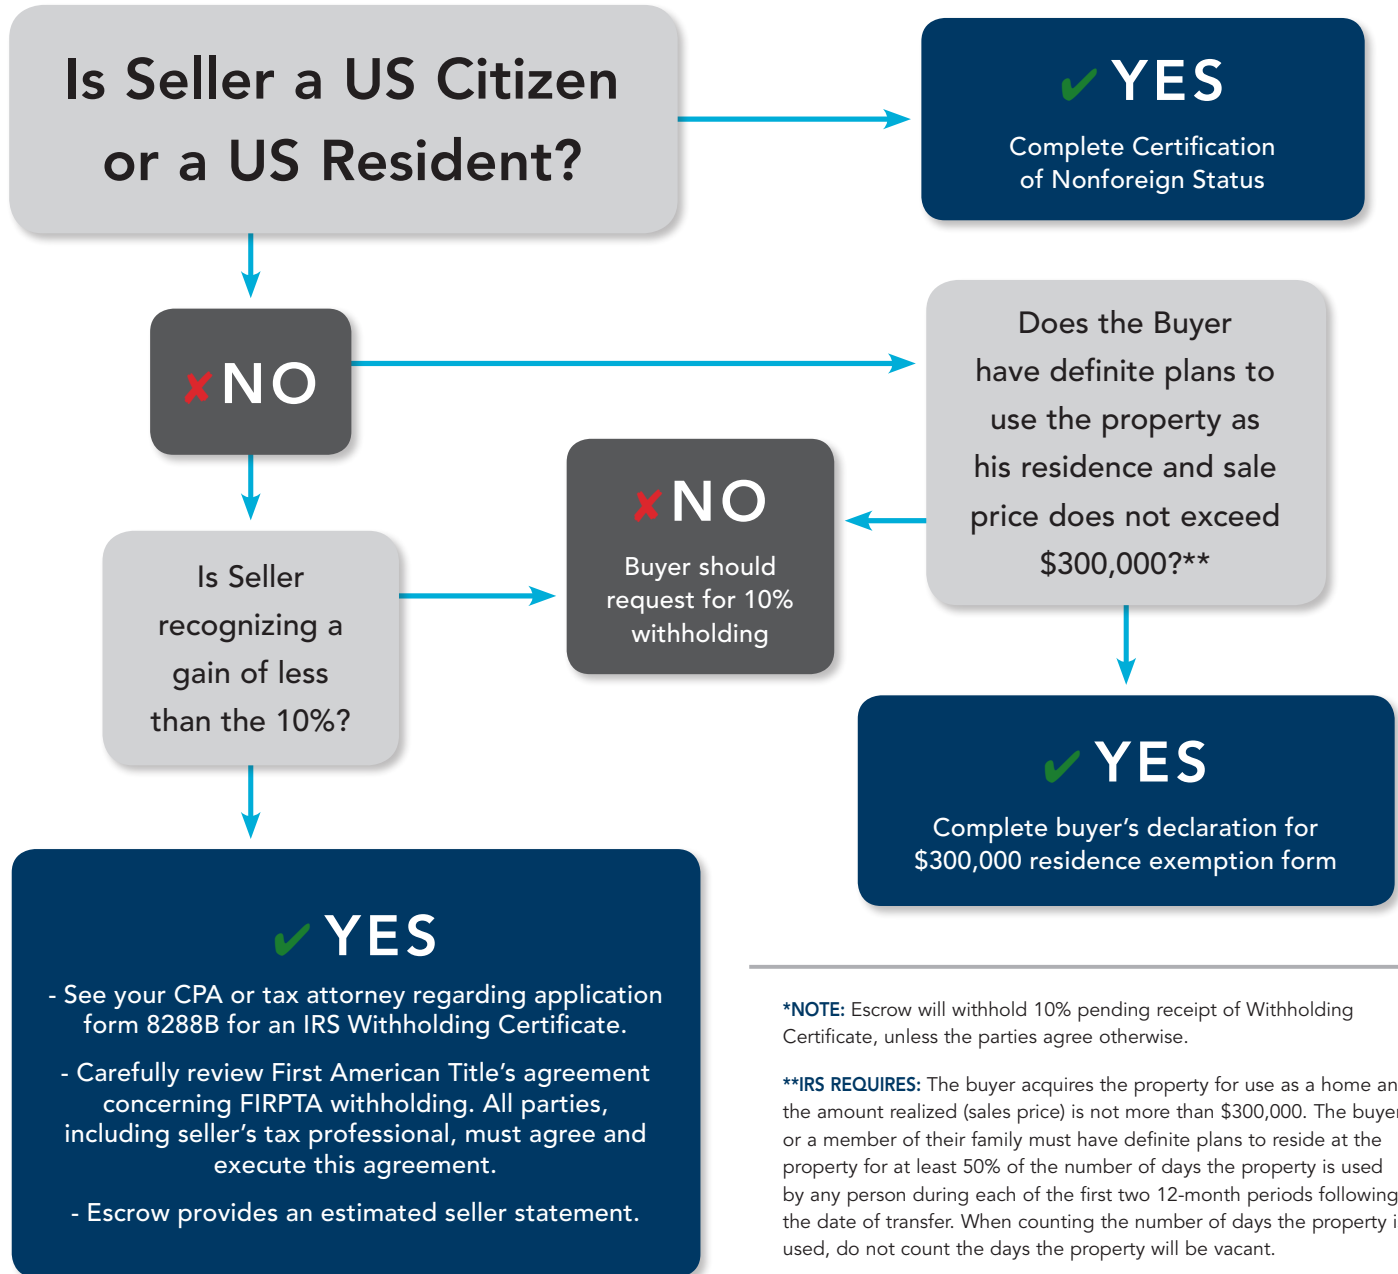 Is Seller a US Citizen
or a US Resident?
✔ YES
Complete Certification
of Nonforeign Status
✘ NO
Does the Buyer
have definite plans to
use the property as
his residence and sale
price does not exceed
$300,000?**
✘ NO
Buyer should
request for 10%
withholding
Is Seller
recognizing a
gain of less
than the 10%?
✔ YES
Complete buyer’s declaration for
$300,000 residence exemption form
✔ YES
- See your CPA or tax attorney regarding application
form 8288B for an IRS Withholding Certificate.
- Carefully review First American Title’s agreement
concerning FIRPTA withholding. All parties,
including seller’s tax professional, must agree and
execute this agreement.
- Escrow provides an estimated seller statement.
*NOTE: Escrow will withhold 10% pending receipt of Withholding
Certificate, unless the parties agree otherwise.
**IRS REQUIRES: The buyer acquires the property for use as a home an
the amount realized (sales price) is not more than $300,000. The buyer
or a member of their family must have definite plans to reside at the
property for at least 50% of the number of days the property is used
by any person during each of the first two 12-month periods following
the date of transfer. When counting the number of days the property i
used, do not count the days the property will be vacant.